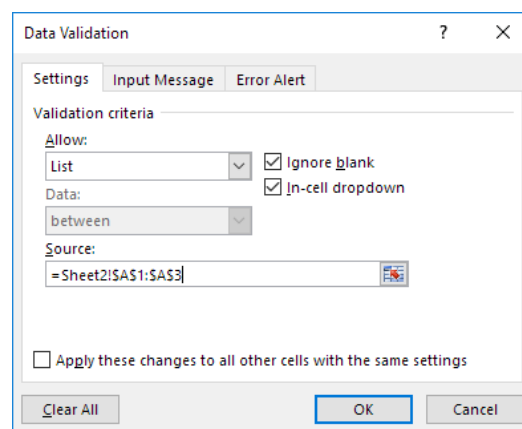 Data Validation ? ×
Settings Input Message Error Alert
Validation criteria
Allow:
List
Ignore blank
Data:
In-cell dropdown
between
Source:
=Sheet2!$A$1:$A$3
Apply these changes to all other cells with the same settings
Clear All OK Cancel